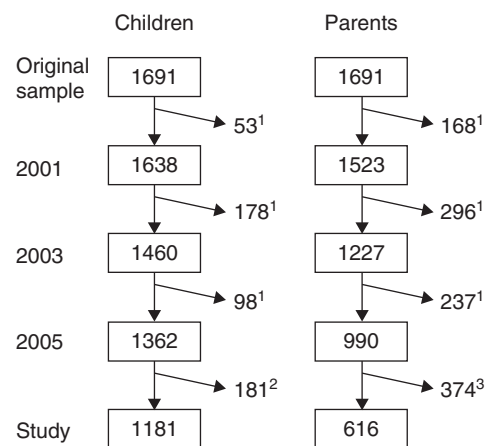 Children Parents
Original sample 1691 1691
53¹ 168¹
2001 1638 1523
178¹ 296¹
2003 1460 1227
98¹ 237¹
2005 1362 990
181² 374³
Study 1181 616